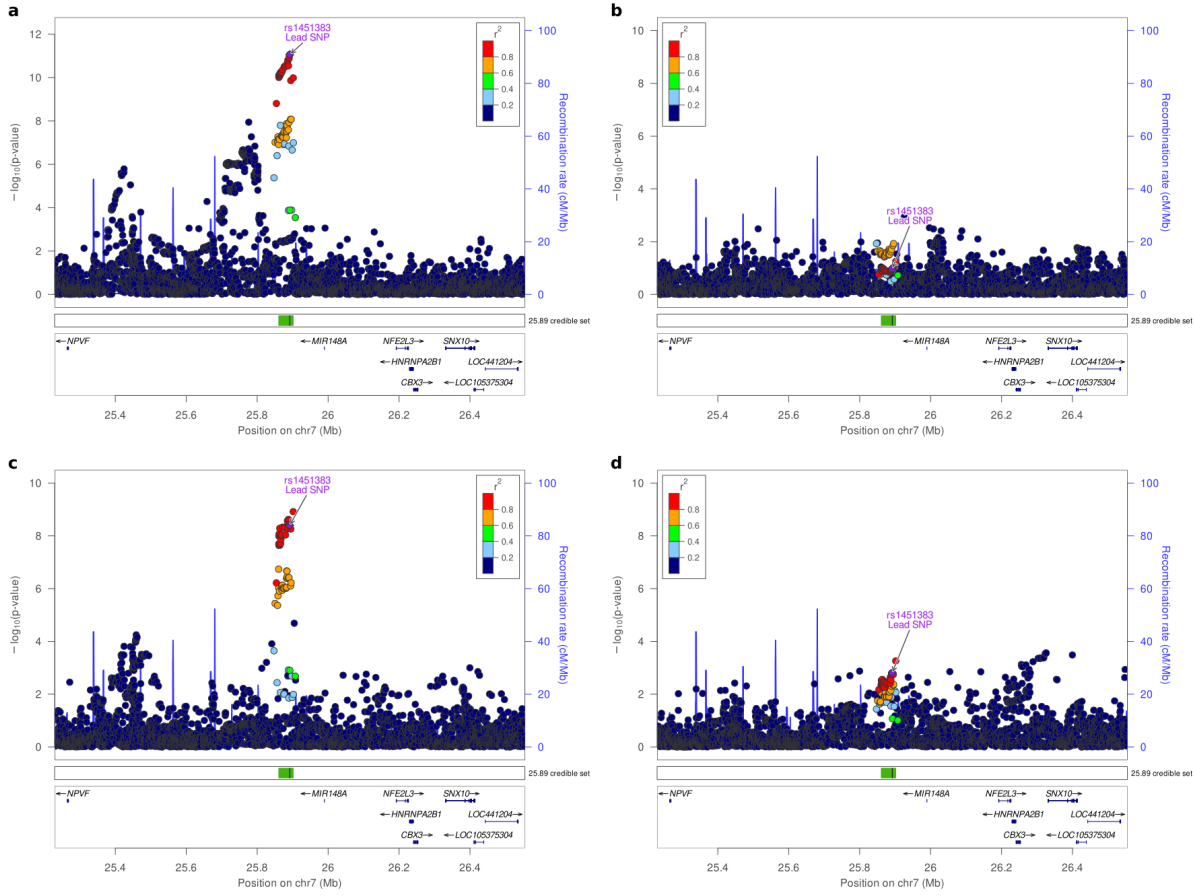 a
rs1451383
Lead SNP
r2
0.8
0.6
0.4
0.2
12
10
8
6
4
2
0
100
80
60
40
20
0
−log10(p-value)
Recombination rate (cM/Mb)
25.89 credible set
NPVF
MIR148A
NFE2L3
SNX10
HNRNPA2B1
LOC441204
CBX3
LOC105375304
25.4
25.6
25.8
26
26.2
26.4
Position on chr7 (Mb)
b
rs1451383
Lead SNP
r2
0.8
0.6
0.4
0.2
10
8
6
4
2
0
100
80
60
40
20
0
−log10(p-value)
Recombination rate (cM/Mb)
25.89 credible set
NPVF
MIR148A
NFE2L3
SNX10
HNRNPA2B1
LOC441204
CBX3
LOC105375304
25.4
25.6
25.8
26
26.2
26.4
Position on chr7 (Mb)
c
rs1451383
Lead SNP
r2
0.8
0.6
0.4
0.2
10
8
6
4
2
0
100
80
60
40
20
0
−log10(p-value)
Recombination rate (cM/Mb)
25.89 credible set
NPVF
MIR148A
NFE2L3
SNX10
HNRNPA2B1
LOC441204
CBX3
LOC105375304
25.4
25.6
25.8
26
26.2
26.4
Position on chr7 (Mb)
d
rs1451383
Lead SNP
r2
0.8
0.6
0.4
0.2
10
8
6
4
2
0
100
80
60
40
20
0
−log10(p-value)
Recombination rate (cM/Mb)
25.89 credible set
NPVF
MIR148A
NFE2L3
SNX10
HNRNPA2B1
LOC441204
CBX3
LOC105375304
25.4
25.6
25.8
26
26.2
26.4
Position on chr7 (Mb)